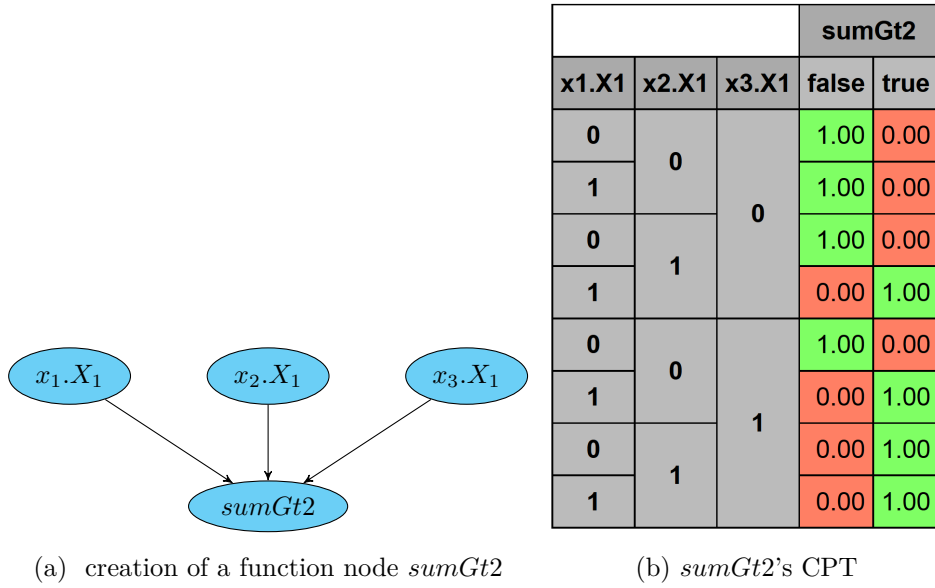 x₁.X₁ x₂.X₁ x₃.X₁
sumGt2
(a) creation of a function node sumGt2
sumGt2
x1.X1 x2.X1 x3.X1 false true
0 0 0 1.00 0.00
1 1.00 0.00
0 1 1.00 0.00
1 0.00 1.00
0 0 1 1.00 0.00
1 0.00 1.00
0 1 0.00 1.00
1 0.00 1.00
(b) sumGt2's CPT